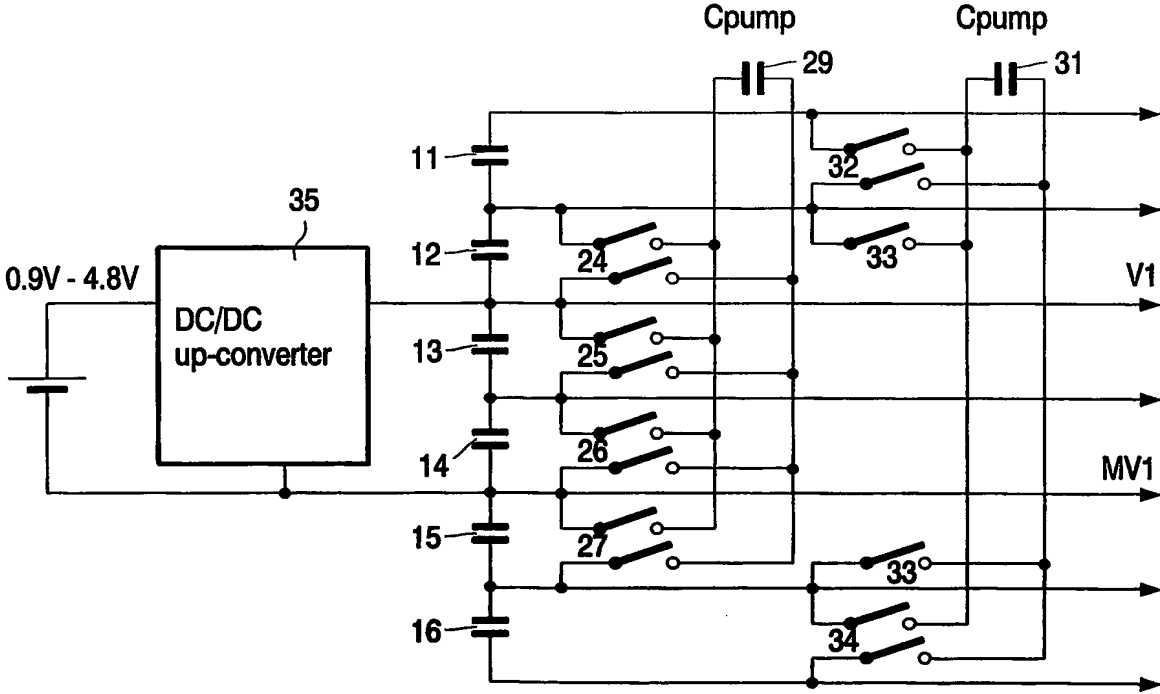 Cpump
Cpump
29
31
11
32
35
12
24
33
0.9V - 4.8V
V1
DC/DC
up-converter
13
25
14
26
MV1
15
27
33
16
34